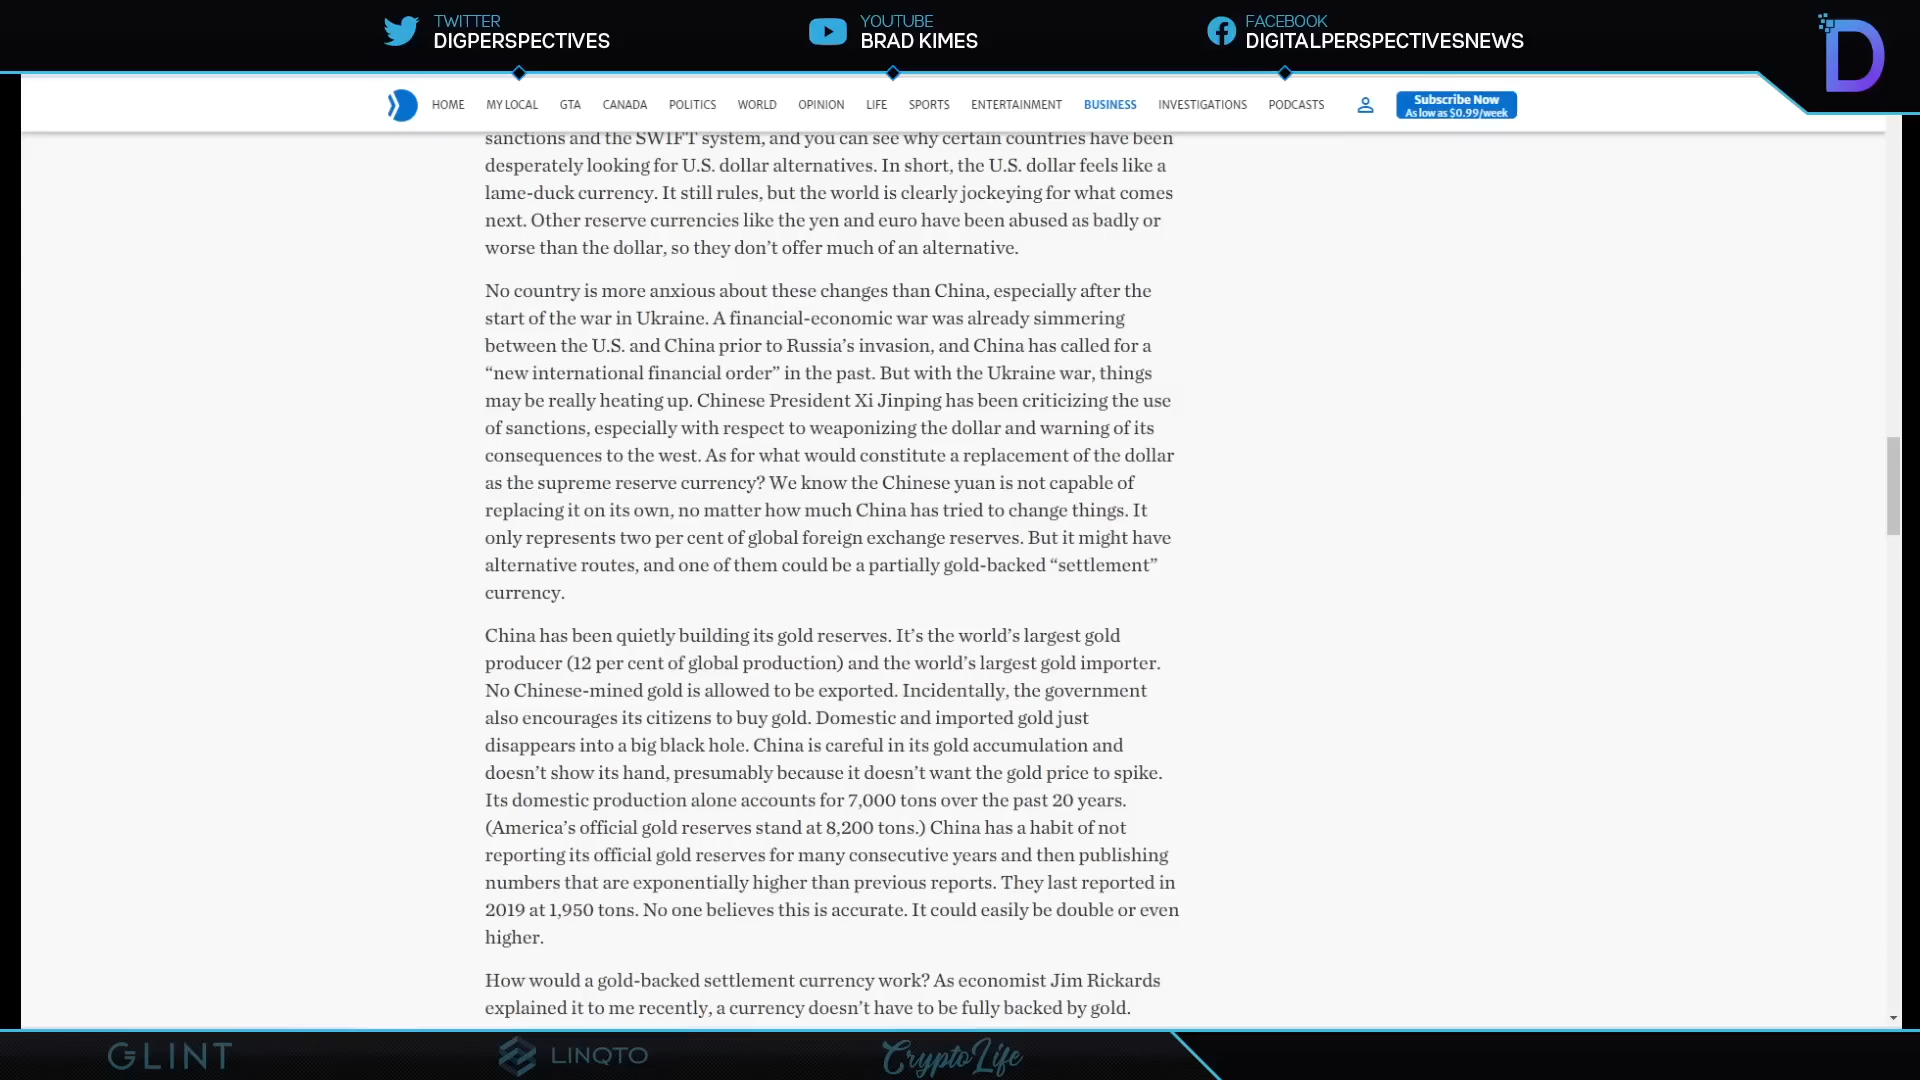 TWITTER
DIGPERSPECTIVES
YOUTUBE
BRAD KIMES
FACEBOOK
DIGITALPERSPECTIVESNEWS
D
HOME MY LOCAL GTA CANADA POLITICS WORLD OPINION LIFE SPORTS ENTERTAINMENT BUSINESS INVESTIGATIONS PODCASTS
Subscribe Now
As low as $0.99/week
sanctions and the SWIFT system, and you can see why certain countries have been
desperately looking for U.S. dollar alternatives. In short, the U.S. dollar feels like a
lame-duck currency. It still rules, but the world is clearly jockeying for what comes
next. Other reserve currencies like the yen and euro have been abused as badly or
worse than the dollar, so they don’t offer much of an alternative.
No country is more anxious about these changes than China, especially after the
start of the war in Ukraine. A financial-economic war was already simmering
between the U.S. and China prior to Russia’s invasion, and China has called for a
“new international financial order” in the past. But with the Ukraine war, things
may be really heating up. Chinese President Xi Jinping has been criticizing the use
of sanctions, especially with respect to weaponizing the dollar and warning of its
consequences to the west. As for what would constitute a replacement of the dollar
as the supreme reserve currency? We know the Chinese yuan is not capable of
replacing it on its own, no matter how much China has tried to change things. It
only represents two per cent of global foreign exchange reserves. But it might have
alternative routes, and one of them could be a partially gold-backed “settlement”
currency.
China has been quietly building its gold reserves. It’s the world’s largest gold
producer (12 per cent of global production) and the world’s largest gold importer.
No Chinese-mined gold is allowed to be exported. Incidentally, the government
also encourages its citizens to buy gold. Domestic and imported gold just
disappears into a big black hole. China is careful in its gold accumulation and
doesn’t show its hand, presumably because it doesn’t want the gold price to spike.
Its domestic production alone accounts for 7,000 tons over the past 20 years.
(America’s official gold reserves stand at 8,200 tons.) China has a habit of not
reporting its official gold reserves for many consecutive years and then publishing
numbers that are exponentially higher than previous reports. They last reported in
2019 at 1,950 tons. No one believes this is accurate. It could easily be double or even
higher.
How would a gold-backed settlement currency work? As economist Jim Rickards
explained it to me recently, a currency doesn’t have to be fully backed by gold.
GLINT
LINQTO
CryptoLife